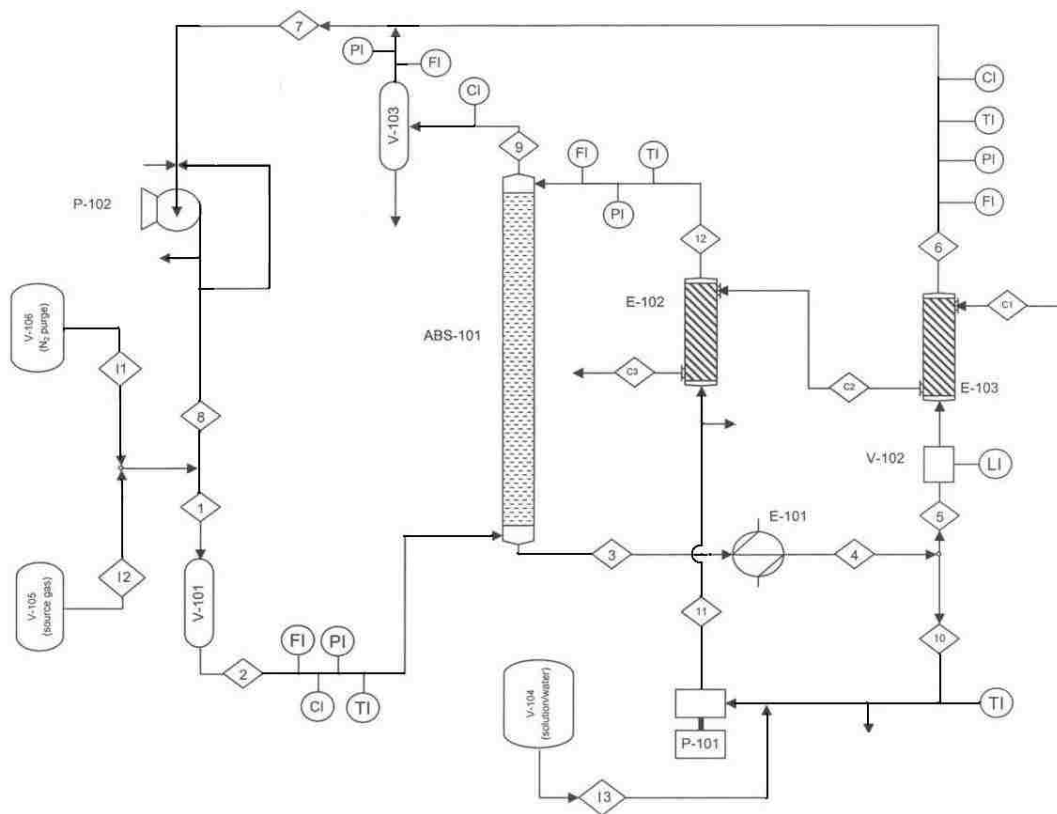 7
PI
FI
CI
V-103
CI
TI
PI
FI
9
FI
TI
PI
P-102
12
6
V-106
(N₂ purge)
E-102
C1
ABS-101
I1
C3
C2
E-103
8
V-102
LI
1
5
E-101
3
4
I2
V-105
(source gas)
V-101
11
10
2
FI
PI
CI
TI
V-104
(solution/water)
TI
P-101
I3